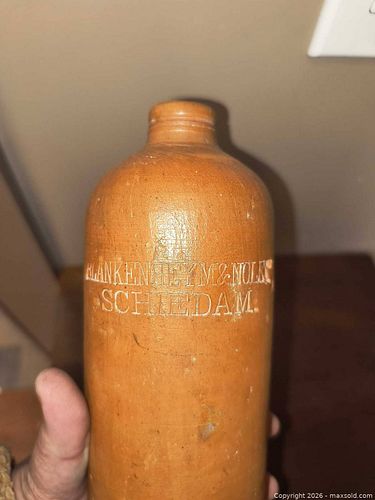 BLANKENHEYM & NOLET
SCHIEDAM.
Copyright 2026 - maxsold.com